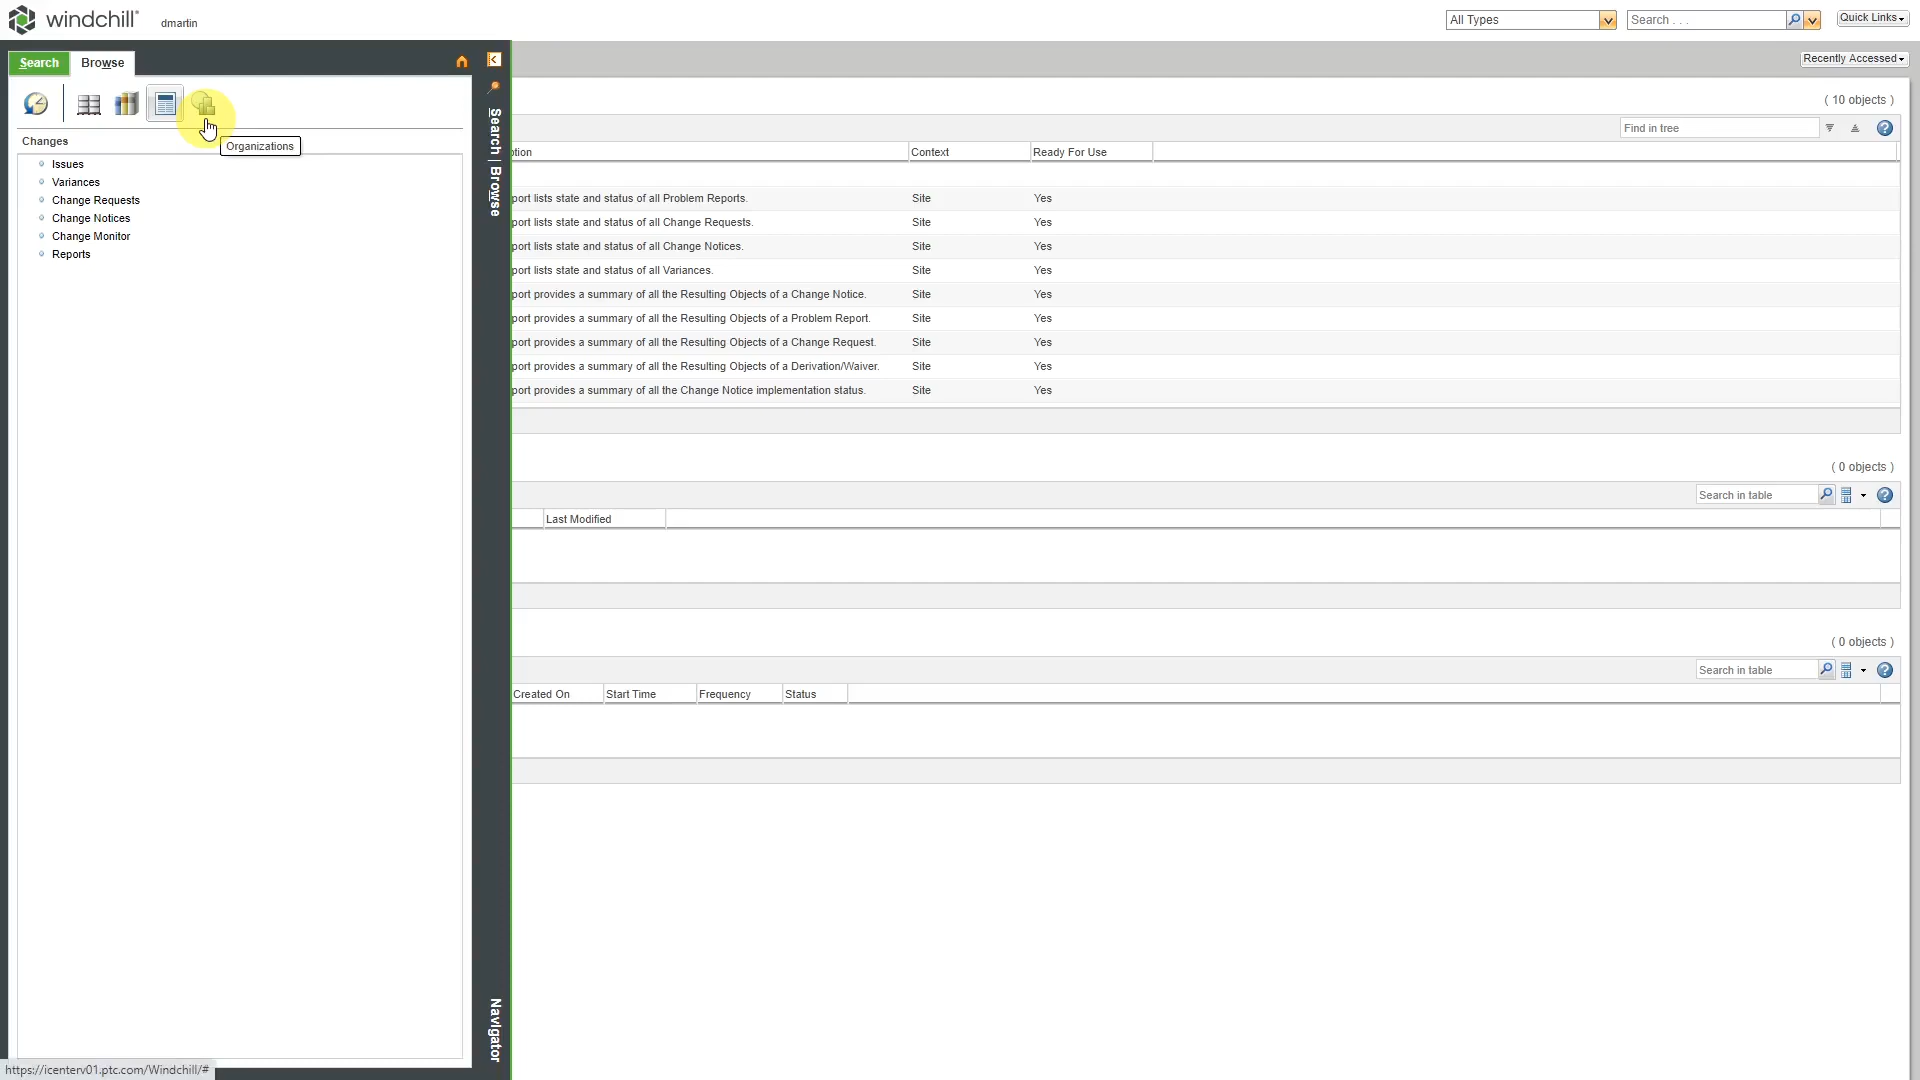 windchill
dmartin
All Types
Search . . .
Quick Links
Search
Browse
Recently Accessed
( 10 objects )
Organizations
Changes
Find in tree
Issues
Variances
Change Requests
Change Notices
Change Monitor
Reports
Search | Browse
Navigator
ption Context Ready For Use
port lists state and status of all Problem Reports. Site Yes
port lists state and status of all Change Requests. Site Yes
port lists state and status of all Change Notices. Site Yes
port lists state and status of all Variances. Site Yes
port provides a summary of all the Resulting Objects of a Change Notice. Site Yes
port provides a summary of all the Resulting Objects of a Problem Report. Site Yes
port provides a summary of all the Resulting Objects of a Change Request. Site Yes
port provides a summary of all the Resulting Objects of a Derivation/Waiver. Site Yes
port provides a summary of all the Change Notice implementation status. Site Yes
( 0 objects )
Search in table
Last Modified
( 0 objects )
Search in table
Created On Start Time Frequency Status
https://icenterv01.ptc.com/Windchill/#